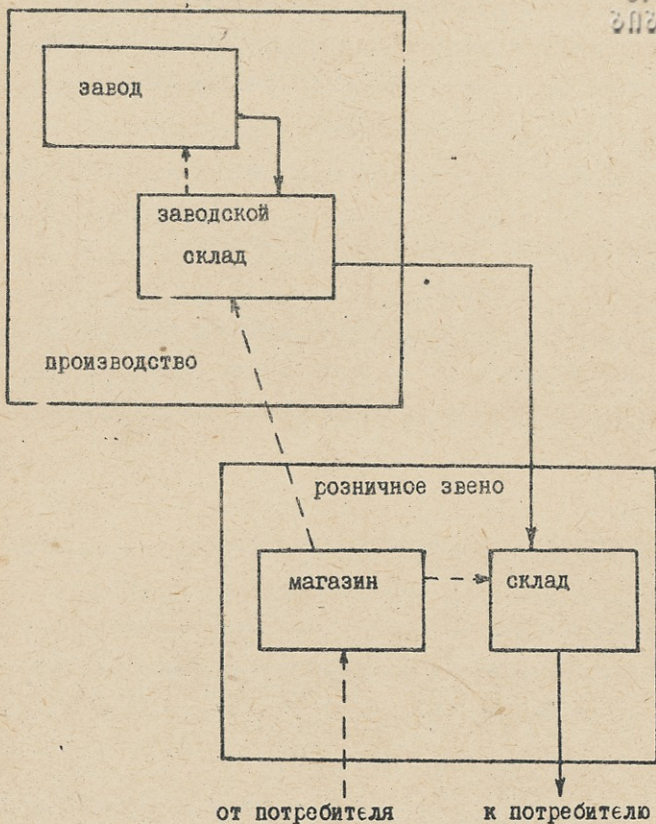 завод
заводской
склад
производство
розничное звено
магазин
склад
от потребителя
к потребителю